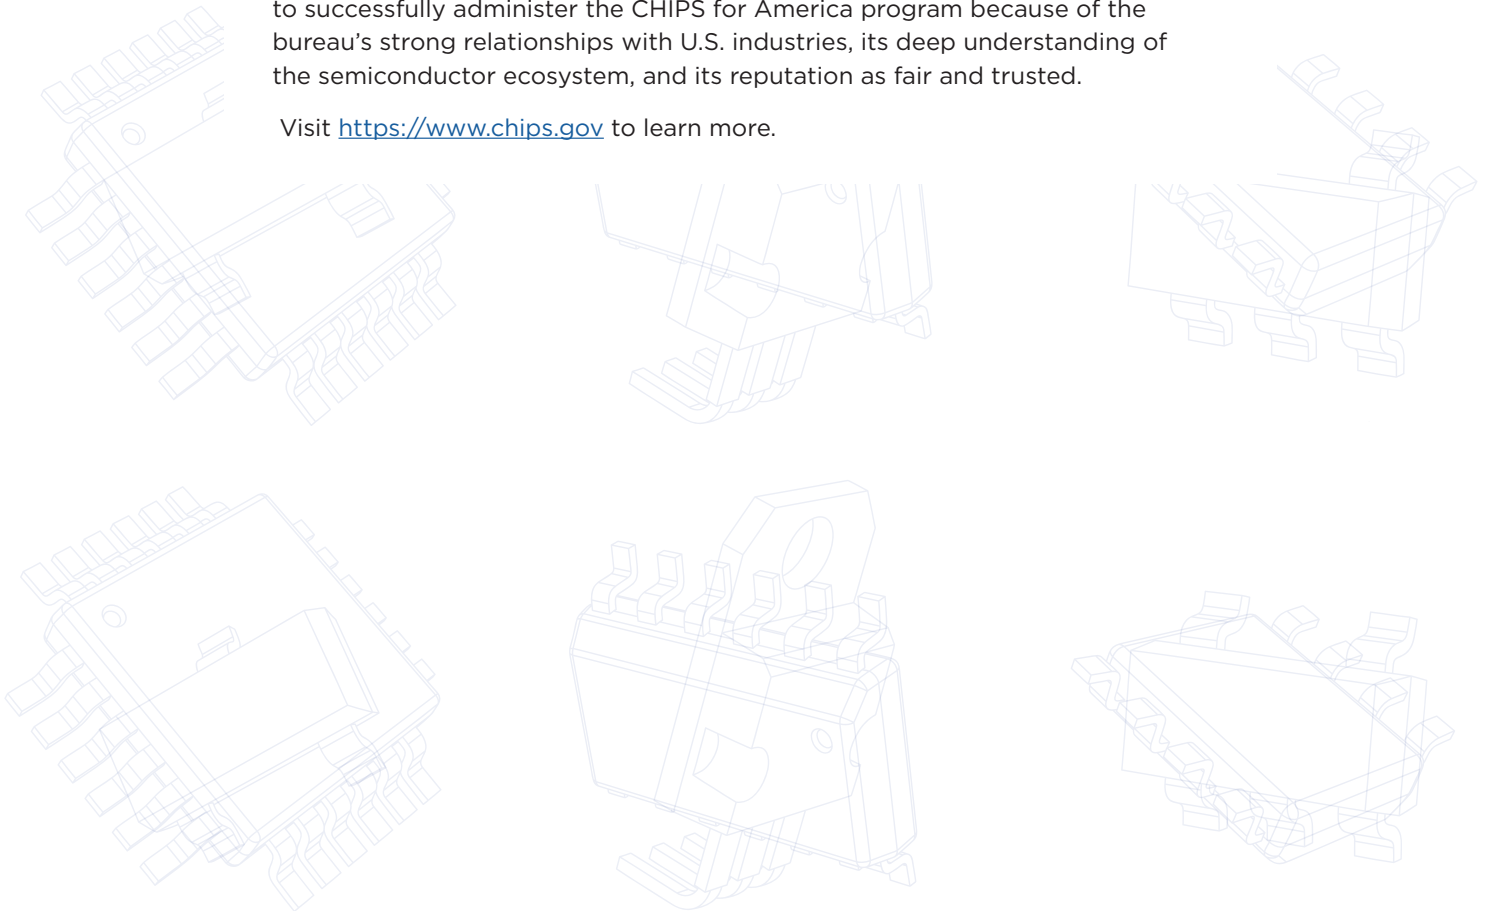 to successfully administer the CHIPS for America program because of the
bureau’s strong relationships with U.S. industries, its deep understanding of
the semiconductor ecosystem, and its reputation as fair and trusted.
Visit https://www.chips.gov to learn more.